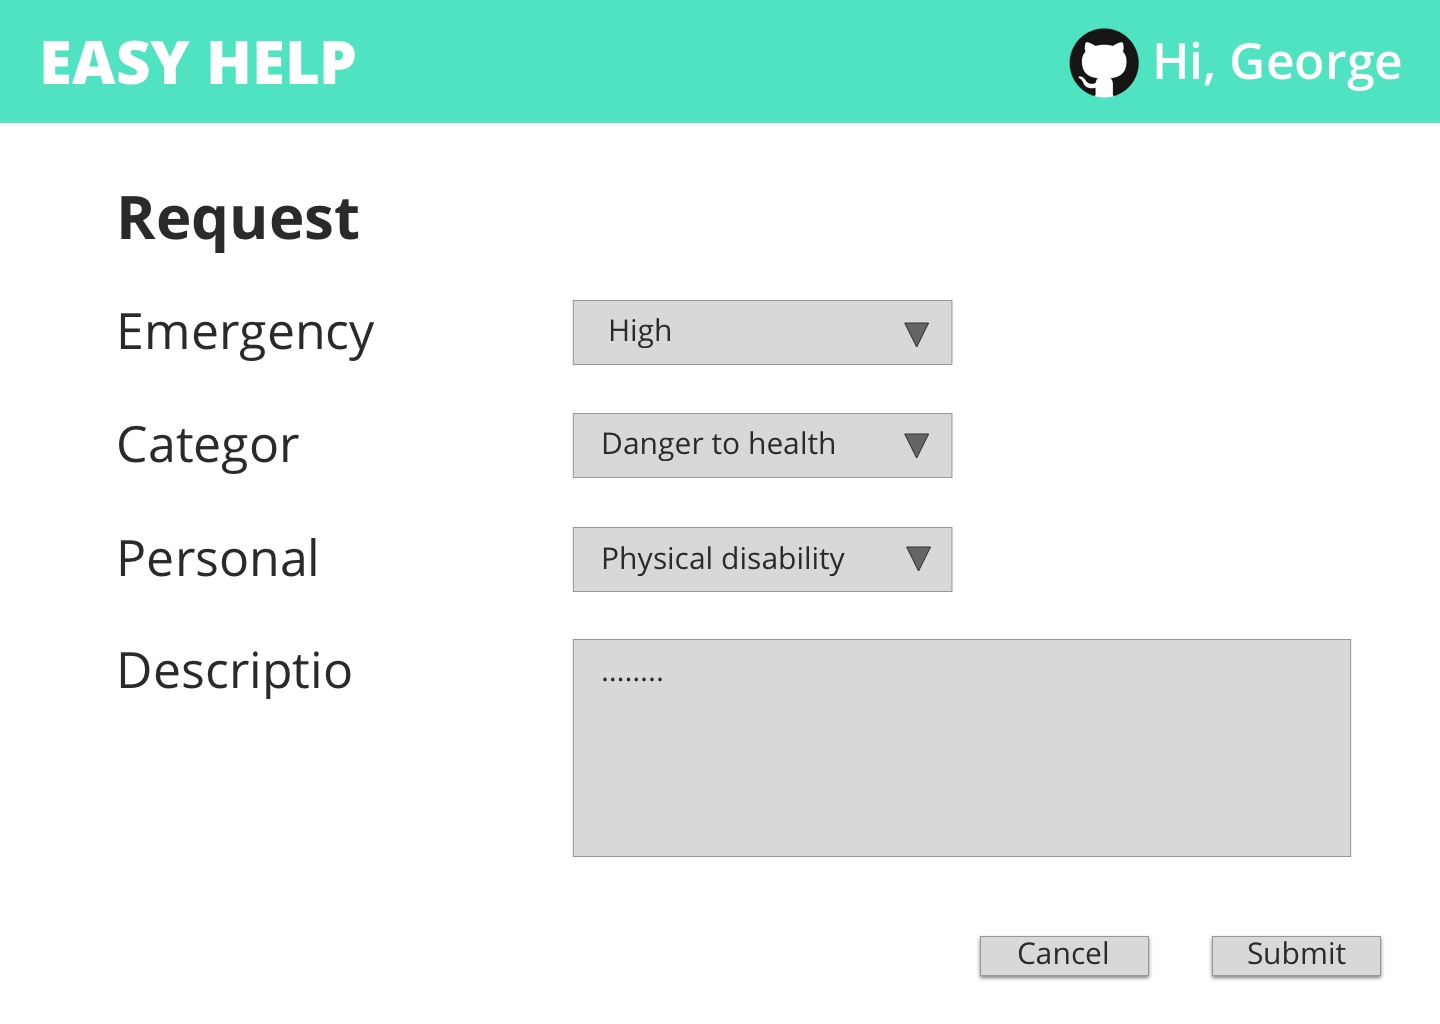 EASY HELP
Hi, George
Request
Emergency
High
Categor
Danger to health
Personal
Physical disability
Descriptio
........
Cancel
Submit